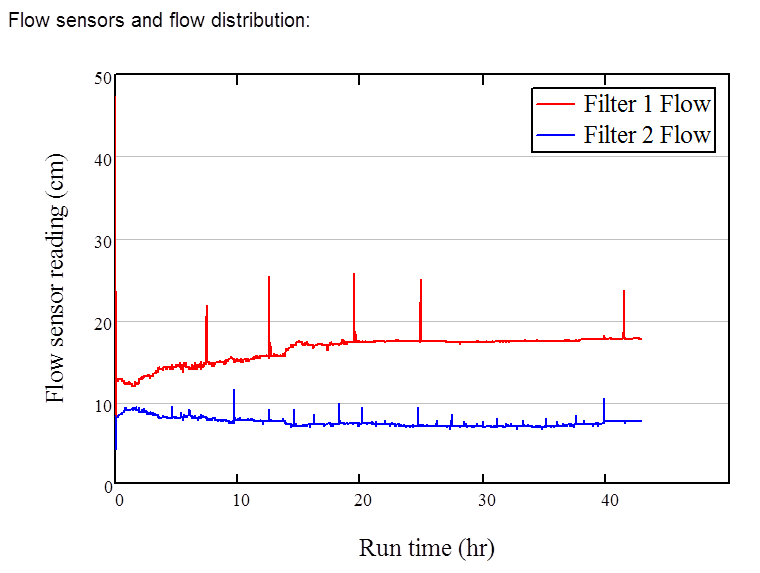 Flow sensors and flow distribution:
50
Filter 1 Flow
Filter 2 Flow
40
30
20
10
0
Flow sensor reading (cm)
0 10 20 30 40
Run time (hr)